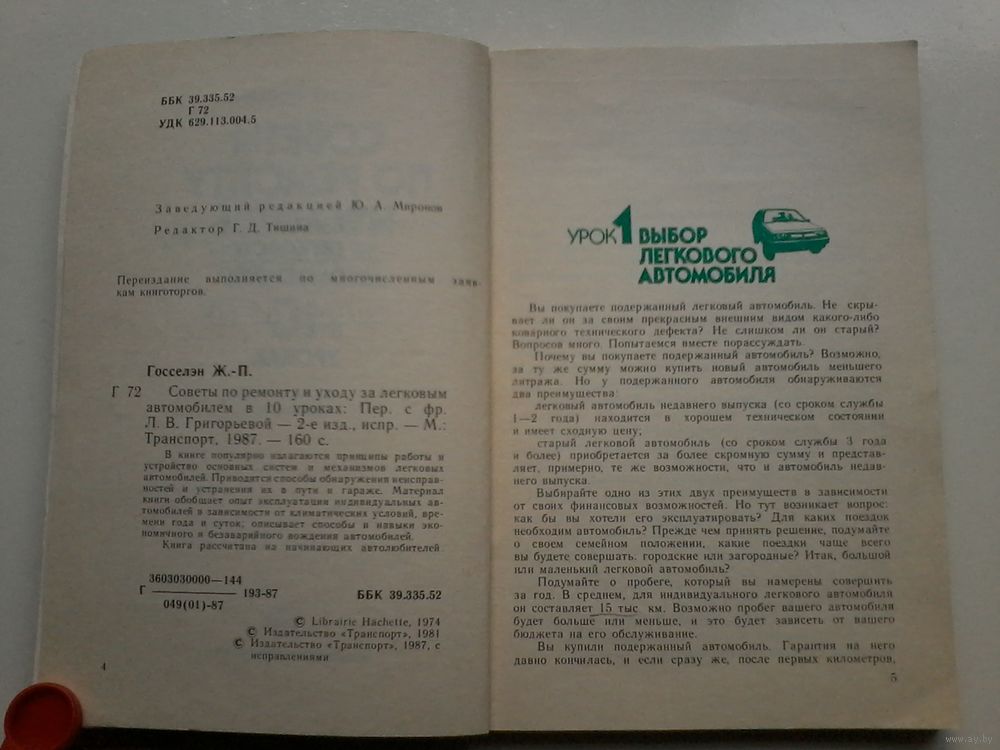 ББК 39.335.52
Г 72
УДК 629.113.004.5
Заведующий редакцией Ю. А. Миронов
Редактор Г. Д. Тишина
Переиздание выполняется по многочисленным заяв-
кам книготоргов.
Госселэн Ж.-П.
Г 72 Советы по ремонту и уходу за легковым
автомобилем в 10 уроках: Пер. с фр.
Л. В. Григорьевой — 2-е изд., испр. — М.:
Транспорт, 1987. — 160 с.
В книге популярно излагаются принципы работы и
устройство основных систем и механизмов легковых
автомобилей. Приводятся способы обнаружения неисправ-
ностей и устранения их в пути и гараже. Материал
книги обобщает опыт эксплуатации индивидуальных ав-
томобилей в зависимости от климатических условий, вре-
мени года и суток, описывает способы и навыки эко-
номичного и безаварийного вождения автомобилей.
Книга рассчитана на начинающих автолюбителей.
Г 3603030000—144
049(01)-87 193-87 ББК 39.335.52
© Librairie Hachette, 1974
© Издательство «Транспорт», 1981
© Издательство «Транспорт», 1987, с
исправлениями
4
УРОК 1 ВЫБОР
ЛЕГКОВОГО
АВТОМОБИЛЯ
Вы покупаете подержанный легковый автомобиль. Не скры-
вает ли он за своим прекрасным внешним видом какого-либо
коварного технического дефекта? Не слишком ли он старый?
Вопросов много. Попытаемся вместе порассуждать.
Почему вы покупаете подержанный автомобиль? Возможно,
за ту же сумму можно купить новый автомобиль меньшего
литража. Но у подержанного автомобиля обнаруживаются
два преимущества:
легковый автомобиль недавнего выпуска (со сроком службы
1—2 года) находится в хорошем техническом состоянии
и имеет сходную цену;
старый легковой автомобиль (со сроком службы 3 года
и более) приобретается за более скромную сумму и представ-
ляет, примерно, те же возможности, что и автомобиль недав-
него выпуска.
Выбирайте одно из этих двух преимуществ в зависимости
от своих финансовых возможностей. Но тут возникает вопрос:
как бы вы хотели его эксплуатировать? Для каких поездок
необходим автомобиль? Прежде чем принять решение, подумайте
о своем семейном положении, какие поездки чаще всего
вы будете совершать: городские или загородные? Итак, большой
или маленький легковой автомобиль?
Подумайте о пробеге, который вы намерены совершить
за год. В среднем, для индивидуального легкового автомобиля
он составляет 15 тыс. км. Возможно пробег вашего автомобиля
будет больше или меньше, и это будет зависеть от вашего
бюджета на его обслуживание.
Вы купили подержанный автомобиль. Гарантия на него
давно кончилась, и если сразу же, после первых километров,
5
www.ay.by